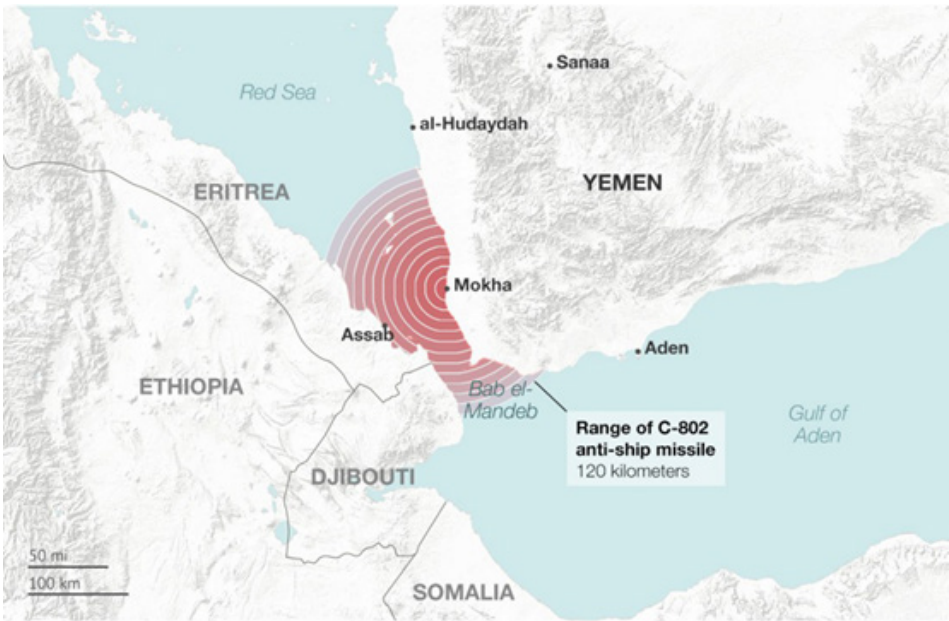 Sanaa
Red Sea
al-Hudaydah
YEMEN
ERITREA
Mokha
Assab
Aden
ETHIOPIA
Bab el-
Mandeb
Gulf of
Aden
Range of C-802
anti-ship missile
120 kilometers
DJIBOUTI
50 mi
100 km
SOMALIA